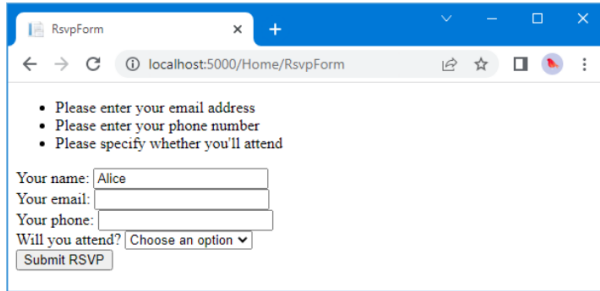 RsvpForm
localhost:5000/Home/RsvpForm
Please enter your email address
Please enter your phone number
Please specify whether you'll attend
Your name: Alice
Your email:
Your phone:
Will you attend? Choose an option
Submit RSVP